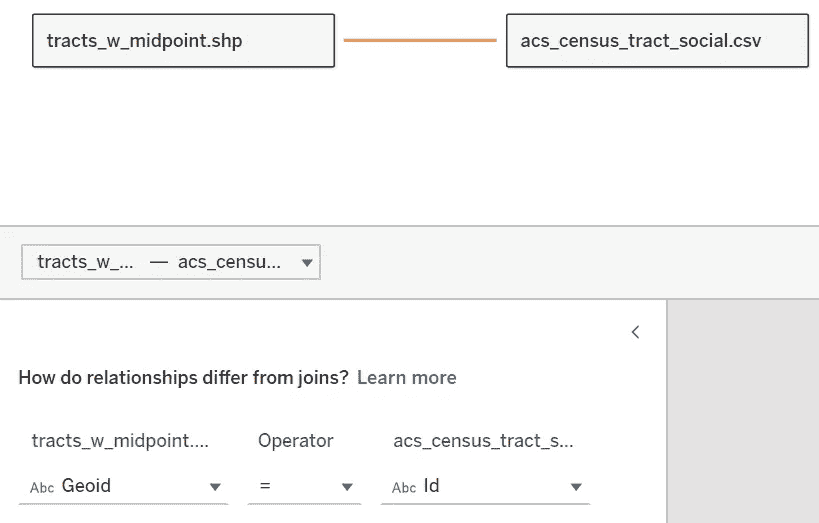 tracts_w_midpoint.shp
acs_census_tract_social.csv
tracts_w_... — acs_censu...
How do relationships differ from joins? Learn more
tracts_w_midpoint.... Operator acs_census_tract_s...
Abc Geoid = Abc Id